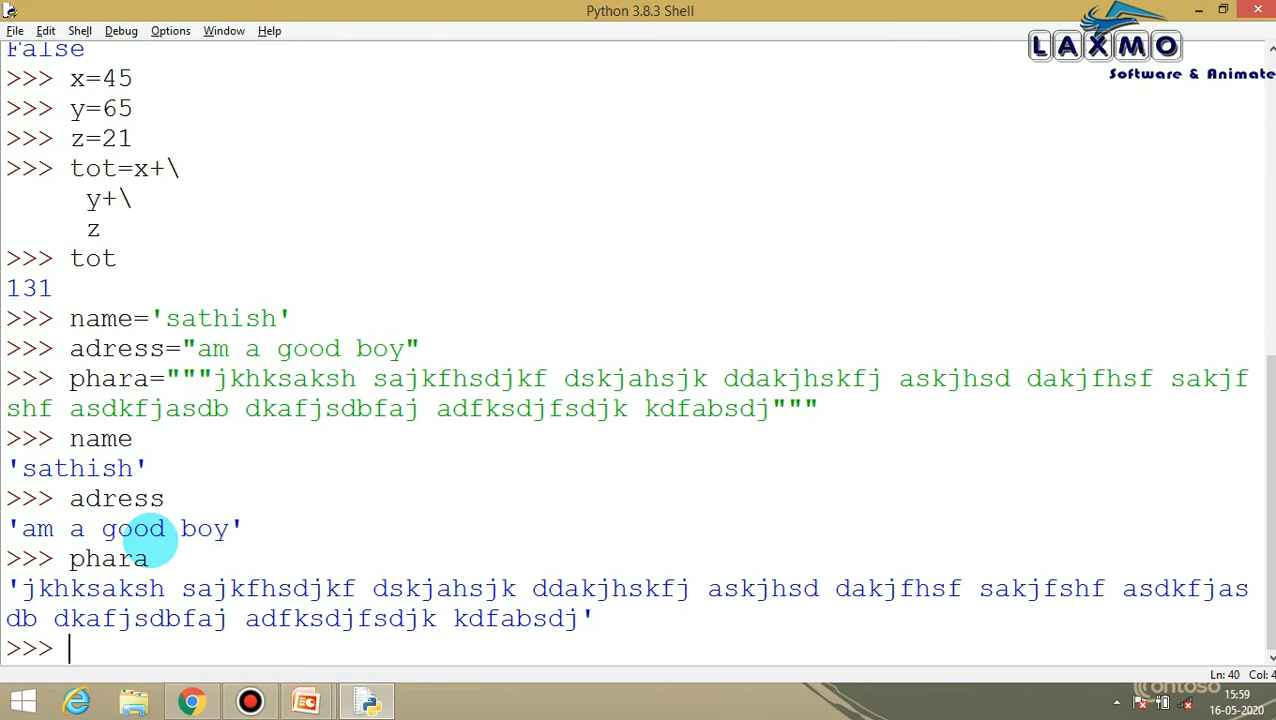 Python 3.8.3 Shell
File Edit Shell Debug Options Window Help
LAXMO
Software & Animate
False
>>> x=45
>>> y=65
>>> z=21
>>> tot=x+\
y+\
z
>>> tot
131
>>> name='sathish'
>>> adress="am a good boy"
>>> phara="""jkhksaksh sajkfhsdjkf dskjahsjk ddakjhskfj askjhsd dakjfhsf sakjf
shf asdkfjasdb dkafjsdbfaj adfksdjfsdjk kdfabsdj"""
>>> name
'sathish'
>>> adress
'am a good boy'
>>> phara
'jkhksaksh sajkfhsdjkf dskjahsjk ddakjhskfj askjhsd dakjfhsf sakjfshf asdkfjas
db dkafjsdbfaj adfksdjfsdjk kdfabsdj'
>>>
Ln: 40 Col: 4
ontoso
15:59
16-05-2020